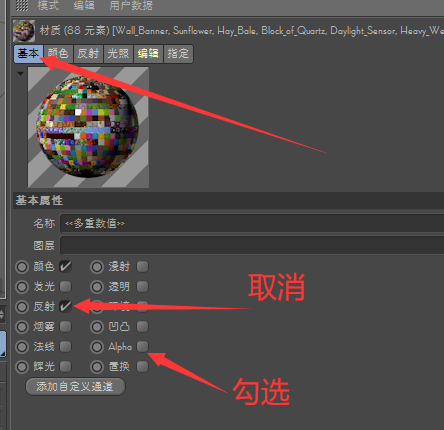 模式 编辑 用户数据
材质 (88 元素) [Wall_Banner, Sunflower, Hay_Bale, Block_of_Quartz, Daylight_Sensor, Heavy_We
基本 颜色 反射 光照 编辑 指定
基本属性
名称 <<多重数值>>
图层
颜色 漫射
发光 透明
取消
反射
烟雾 凹凸
法线 Alpha
辉光 置换
勾选
添加自定义通道